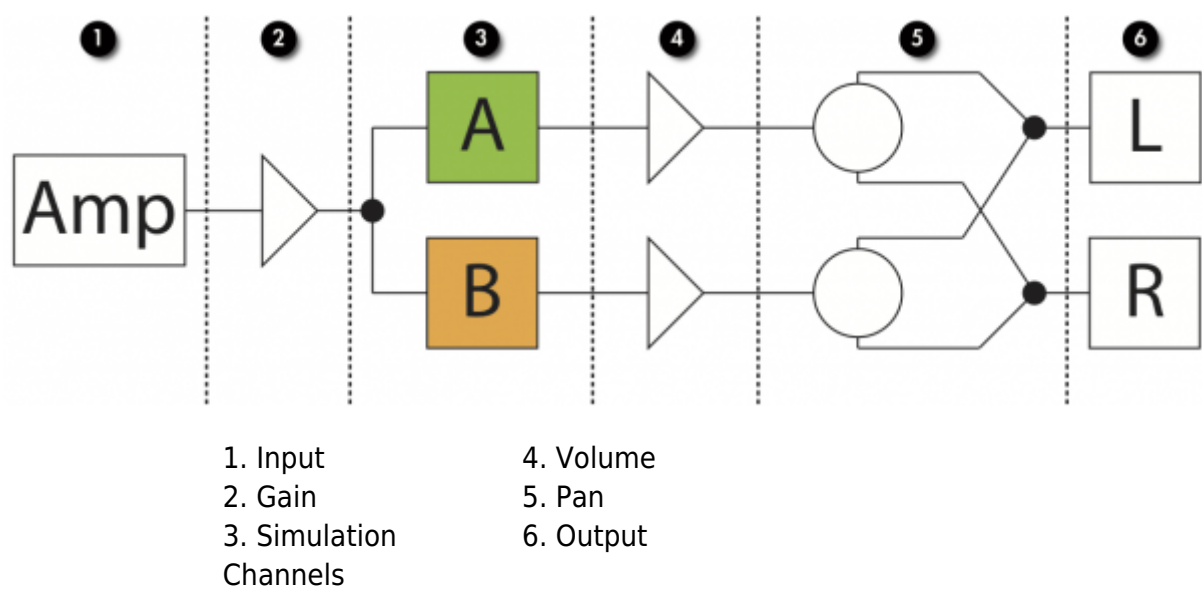 1 2 3 4 5 6
Amp
A
B
L
R
1. Input
2. Gain
3. Simulation
Channels
4. Volume
5. Pan
6. Output